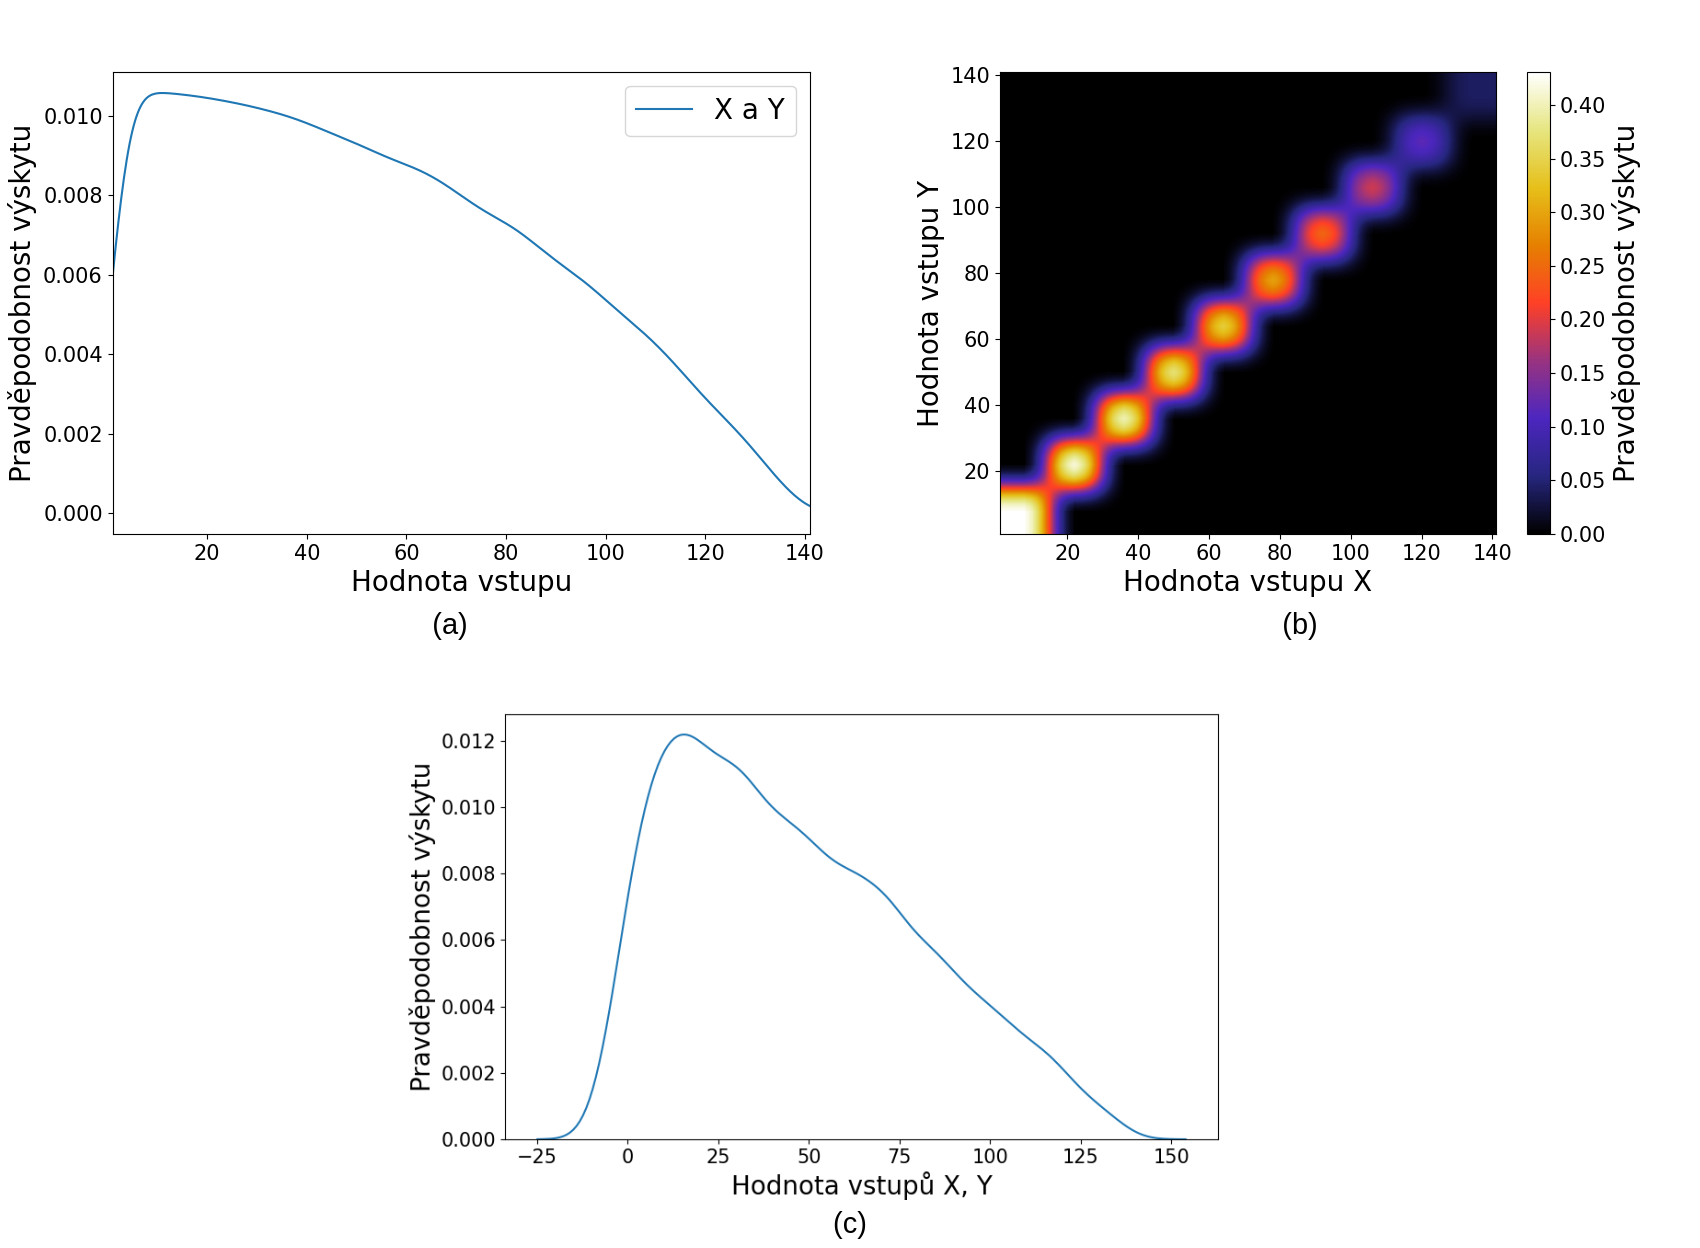 0.010
0.008
0.006
0.004
0.002
0.000
20 40 60 80 100 120 140
Pravděpodobnost výskytu
Hodnota vstupu
X a Y
(a)
140
120
100
80
60
40
20
20 40 60 80 100 120 140
Hodnota vstupu Y
Hodnota vstupu X
0.40
0.35
0.30
0.25
0.20
0.15
0.10
0.05
0.00
Pravděpodobnost výskytu
(b)
0.012
0.010
0.008
0.006
0.004
0.002
0.000
−25 0 25 50 75 100 125 150
Pravděpodobnost výskytu
Hodnota vstupů X, Y
(c)